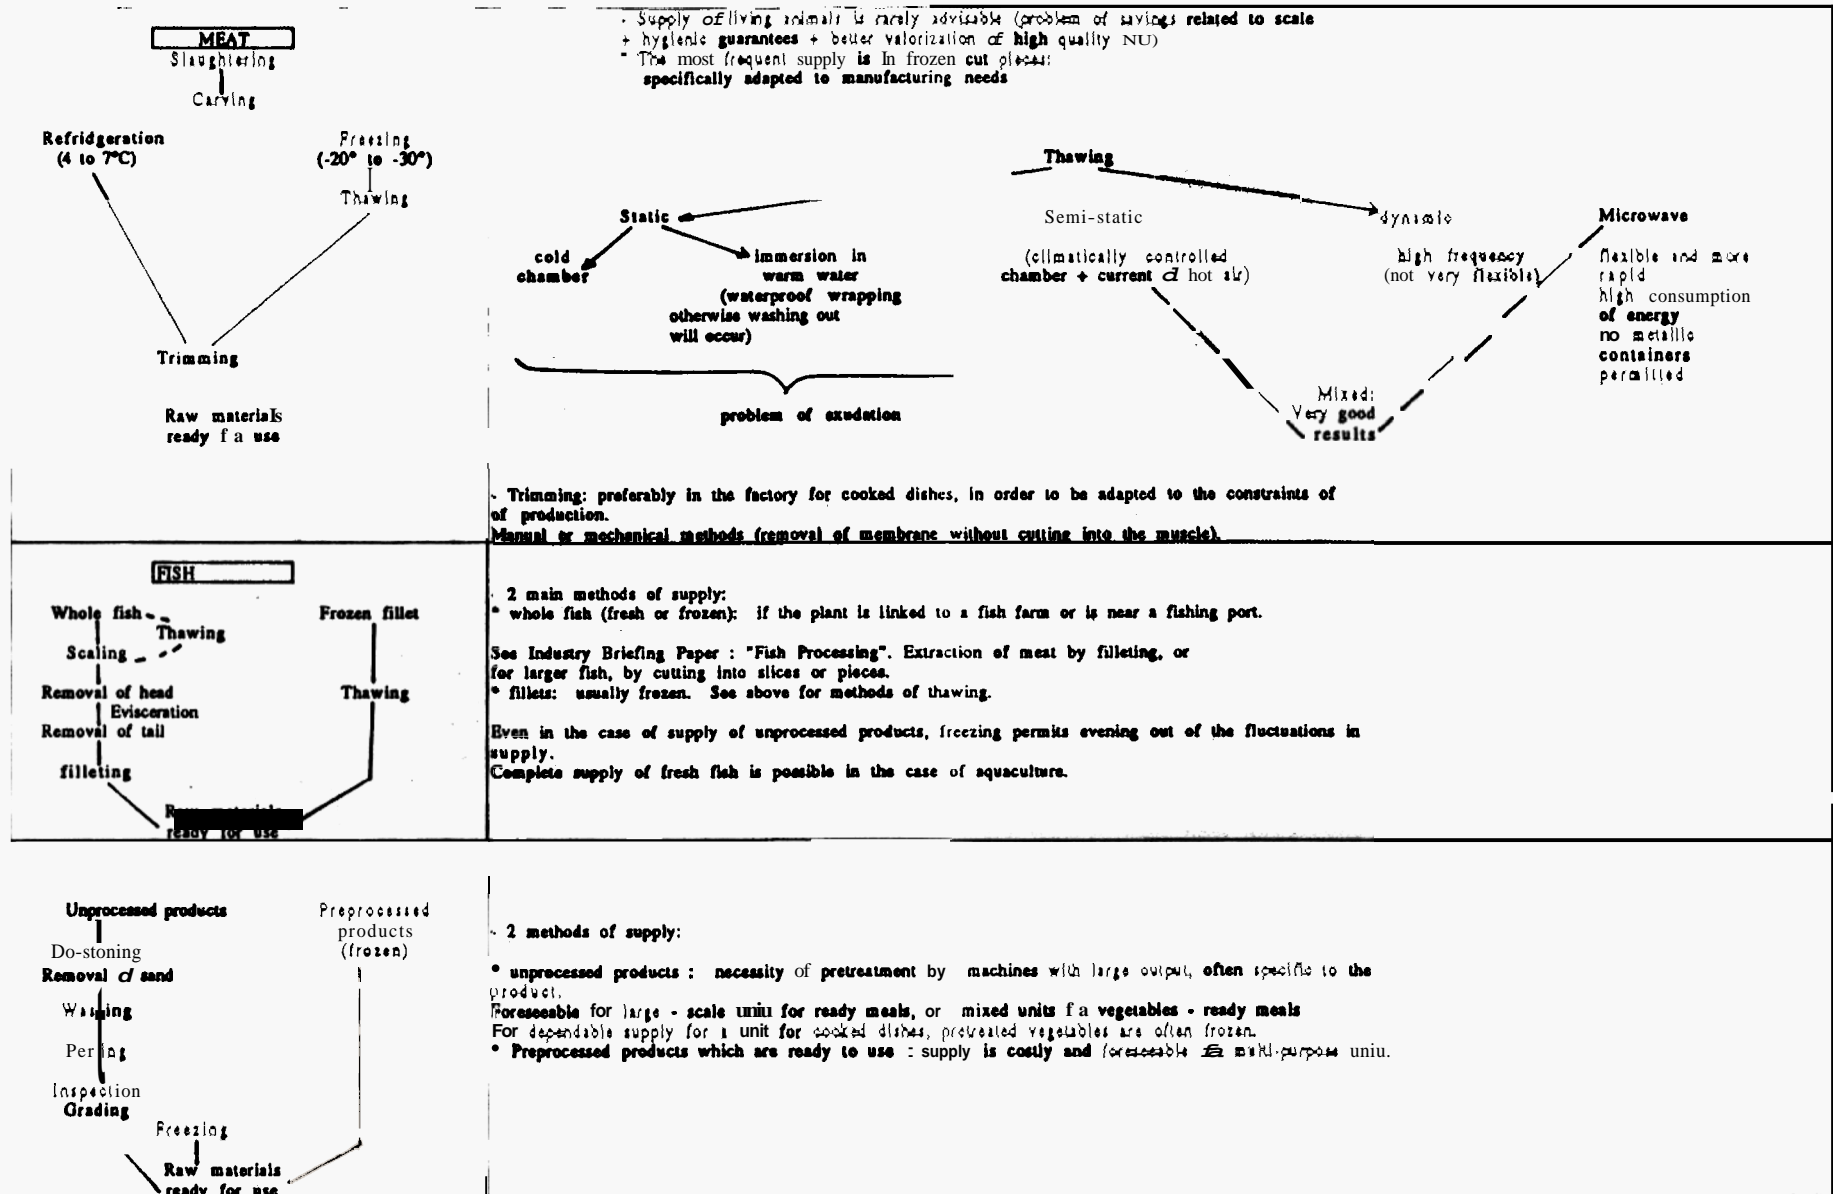 MEAT
Slaughtering
Carving
Refridgeration
(4 to 7°C)
Freezing
(-20° to -30°)
Thawing
Trimming
Raw materials
ready f a use
- Supply of living animals is rarely advisable (problem of savings related to scale
+ hygienic guarantees + better valorization of high quality NU)
- The most frequent supply is In frozen cut pieces:
specifically adapted to manufacturing needs
Thawing
Static
Semi-static
dynamic
Microwave
cold
chamber
immersion in
warm water
(waterproof wrapping
otherwise washing out
will occur)
(climatically controlled
chamber + current d hot air)
high frequency
(not very flexible)
flexible and more
rapid
high consumption
of energy
no metallic
containers
permitted
problem of exudation
Mixed:
Very good
results
- Trimming: preferably in the factory for cooked dishes, in order to be adapted to the constraints of
of production.
Manual or mechanical methods (removal of membrane without cutting into the muscle).
FISH
Whole fish
Thawing
Scaling
Removal of head
Evisceration
Removal of tail
filleting
Frozen fillet
Thawing
Raw materials
ready for use
- 2 main methods of supply:
* whole fish (fresh or frozen): if the plant is linked to a fish farm or is near a fishing port.
See Industry Briefing Paper : "Fish Processing". Extraction of meat by filleting, or
for larger fish, by cutting into slices or pieces.
* fillets: usually frozen. See above for methods of thawing.
Even in the case of supply of unprocessed products, freezing permits evening out of the fluctuations in
supply.
Complete supply of fresh fish is possible in the case of aquaculture.
Unprocessed products
Do-stoning
Removal d sand
Inspection
Grading
Freezing
Raw materials
ready for use
Preprocessed
products
(frozen)
- 2 methods of supply:
* unprocessed products : necessity of pretreatment by machines with large output, often specific to the
product.
Foreseeable for large - scale uniu for ready meals, or mixed units f a vegetables - ready meals
For dependable supply for a unit for cooked dishes, pretreated vegetables are often frozen.
* Preprocessed products which are ready to use : supply is costly and foreseeable multi-purpose uniu.